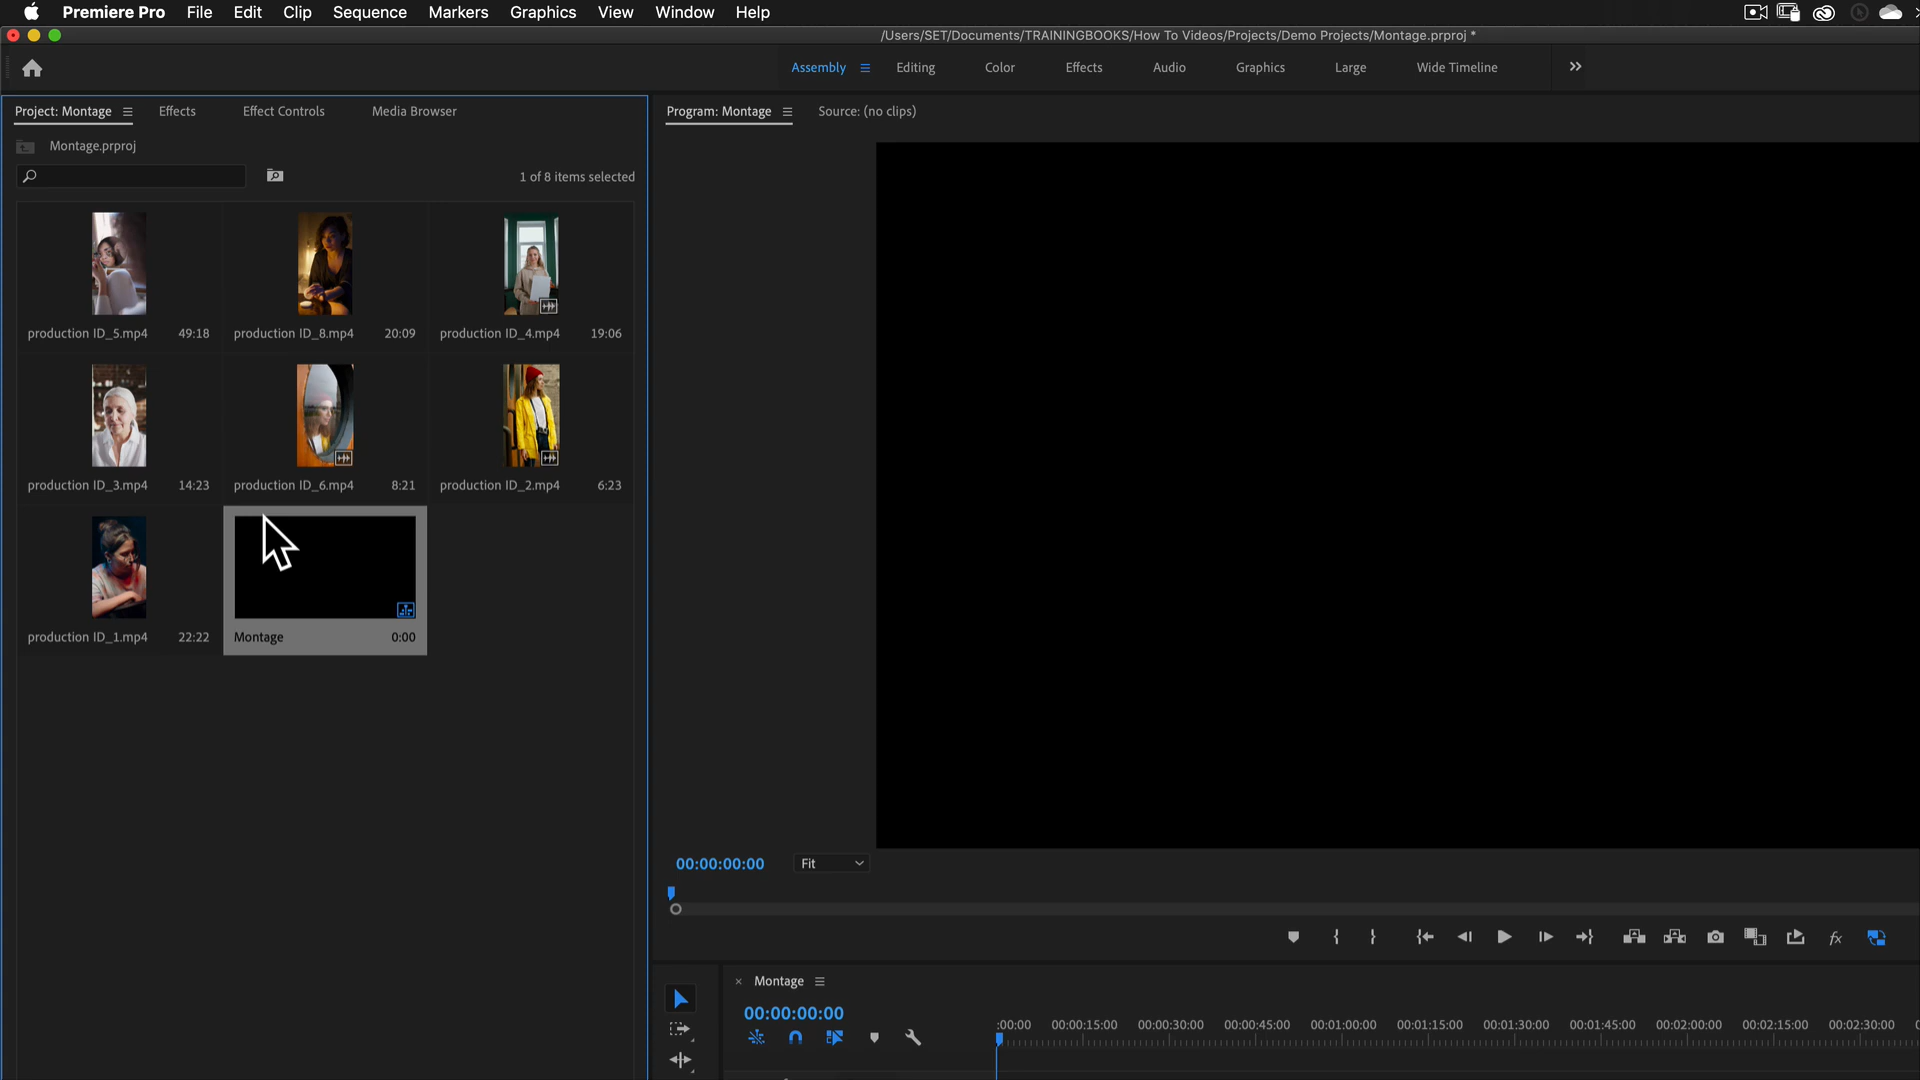 Premiere Pro File Edit Clip Sequence Markers Graphics View Window Help
/Users/SET/Documents/TRAININGBOOKS/How To Videos/Projects/Demo Projects/Montage.prproj *
Assembly Editing Color Effects Audio Graphics Large Wide Timeline
Project: Montage Effects Effect Controls Media Browser
Program: Montage Source: (no clips)
Montage.prproj
1 of 8 items selected
production ID_5.mp4 49:18 production ID_8.mp4 20:09 production ID_4.mp4 19:06
production ID_3.mp4 14:23 production ID_6.mp4 8:21 production ID_2.mp4 6:23
production ID_1.mp4 22:22 Montage 0:00
00:00:00:00 Fit
fx
× Montage
00:00:00:00
:00:00 00:00:15:00 00:00:30:00 00:00:45:00 00:01:00:00 00:01:15:00 00:01:30:00 00:01:45:00 00:02:00:00 00:02:15:00 00:02:30:00